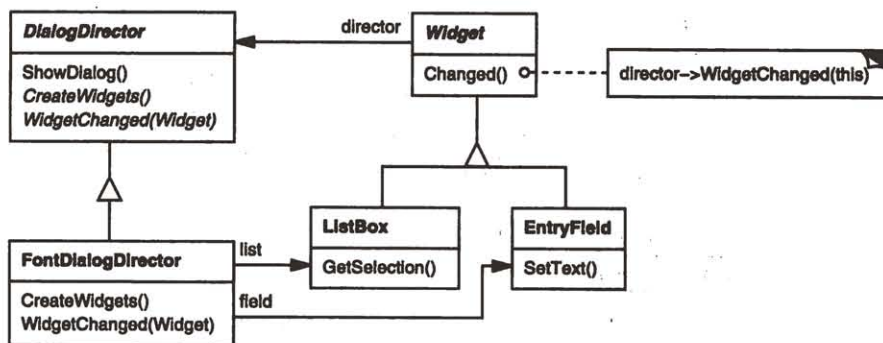 DialogDirector
ShowDialog()
CreateWidgets()
WidgetChanged(Widget)
director
Widget
Changed()
director–>WidgetChanged(this)
FontDialogDirector
CreateWidgets()
WidgetChanged(Widget)
list
field
ListBox
GetSelection()
EntryField
SetText()